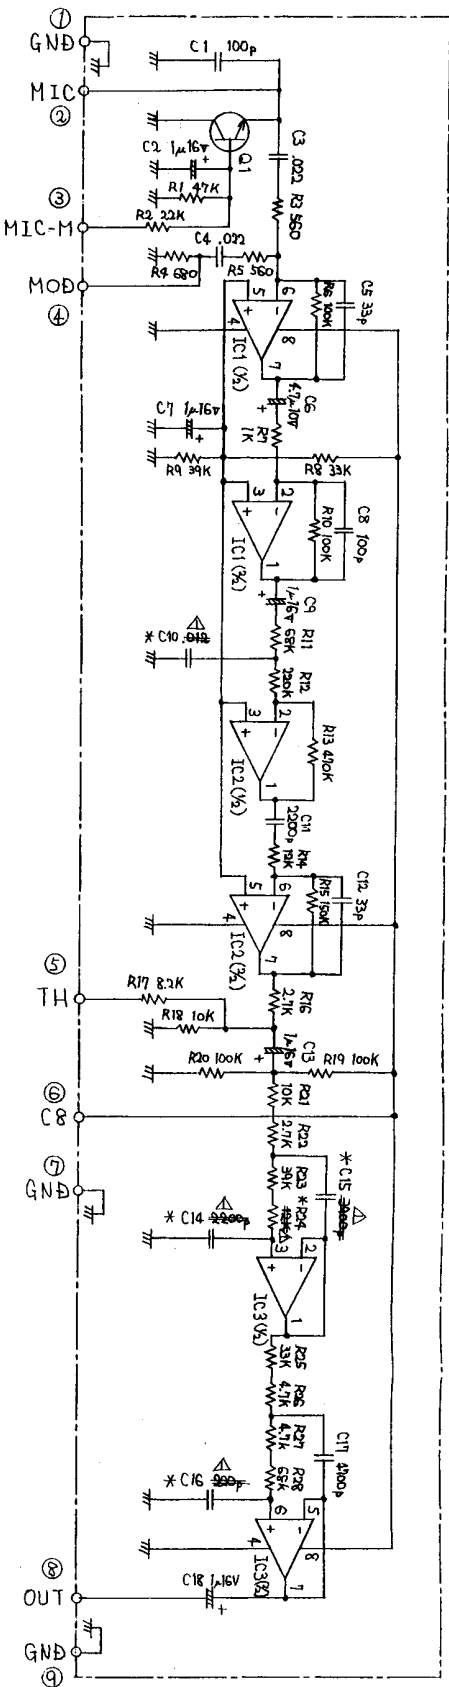 ①
GND
MIC
②
③
MIC-M
MOD
④
⑤
TH
⑥
C8
⑦
GND
⑧
OUT
GND
⑨
C1 100p
C2 1μ16v
+
Q1
R1 47K
R2 22K
C3 .022
R3 560
C4 .022
R4 680
R5 560
5
6
+
-
4
8
7
IC1 (½)
R6 100K
C5 33p
C6
4.7μ10v
+
R7
1K
C7 1μ16v
+
R9 39K
R8 33K
3
2
+
-
1
IC1 (2/2)
R10 100K
C8 100p
C9
1μ16v
+
R11
68K
* C10 .012
R12
220K
3
2
+
-
1
IC2 (½)
R13 470K
C11
2200p
R14
12K
5
6
+
-
4
8
7
IC2 (2/2)
R15 150K
C12 33p
R16
2.7K
R17 8.2K
R18 10K
C13
1μ16v
+
R20 100K
R19 100K
R21
10K
R22
2.7K
R23
39K
*R24
*C15 3900p
1
* C14 2200p
1
3
2
+
-
1
IC3 (½)
R25
33K
R26
4.7K
R27
4.7K
R28
68K
C17 4700p
* C16 200p
1
6
5
+
-
4
8
7
IC3 (2/2)
C18 1μ16V
+